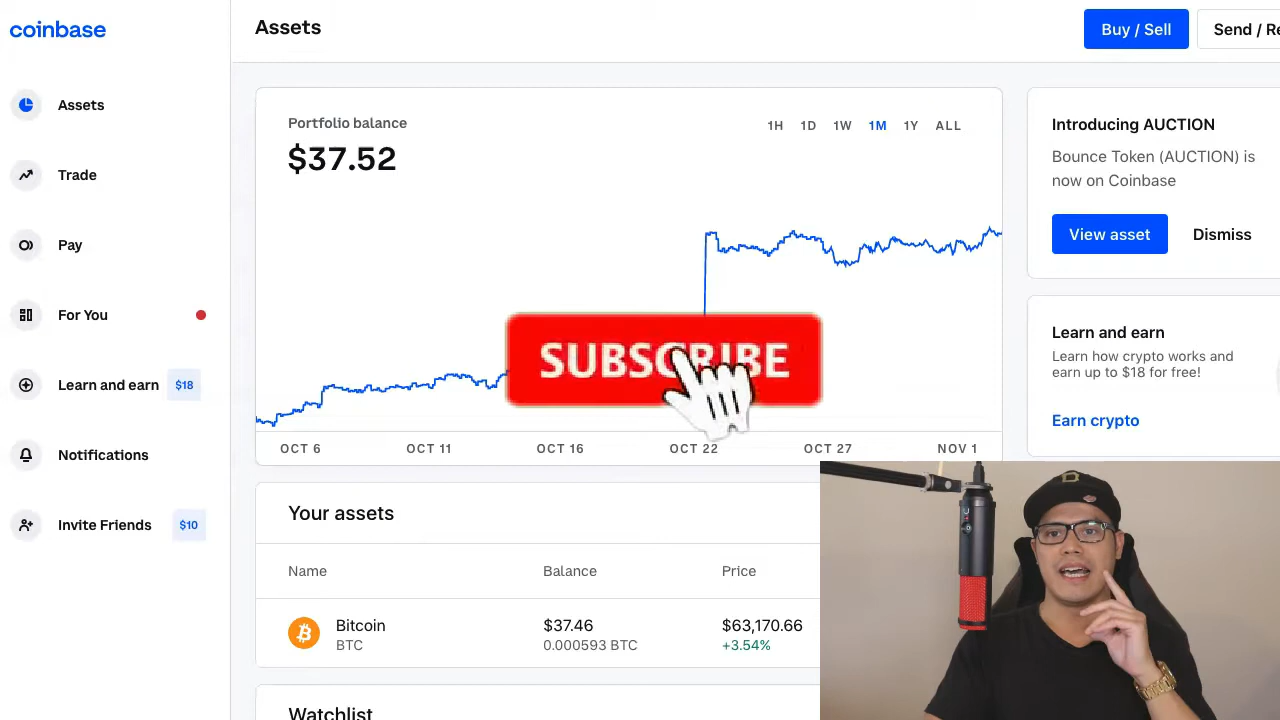 coinbase
Assets
Buy / Sell
Send / Re
Assets
Trade
Pay
For You
Learn and earn $18
Notifications
Invite Friends $10
Portfolio balance
$37.52
1H 1D 1W 1M 1Y ALL
OCT 6 OCT 11 OCT 16 OCT 22 OCT 27 NOV 1
SUBSCRIBE
Introducing AUCTION
Bounce Token (AUCTION) is
now on Coinbase
View asset Dismiss
Learn and earn
Learn how crypto works and
earn up to $18 for free!
Earn crypto
Your assets
Name Balance Price
Bitcoin $37.46 $63,170.66
BTC 0.000593 BTC +3.54%
Watchlist